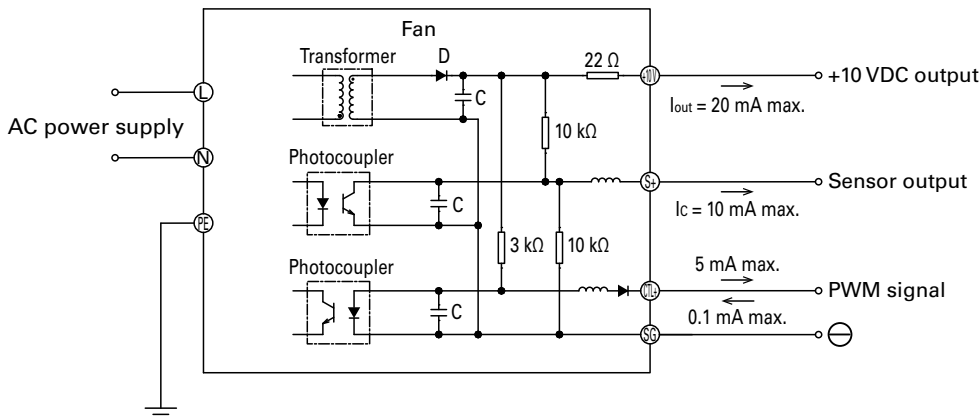 Fan
Transformer
D
22 Ω
+10V
+10 VDC output
Iout = 20 mA max.
C
L
AC power supply
10 kΩ
N
Photocoupler
S+
Sensor output
Ic = 10 mA max.
C
PE
3 kΩ
10 kΩ
Photocoupler
5 mA max.
CTL+
PWM signal
0.1 mA max.
C
SG